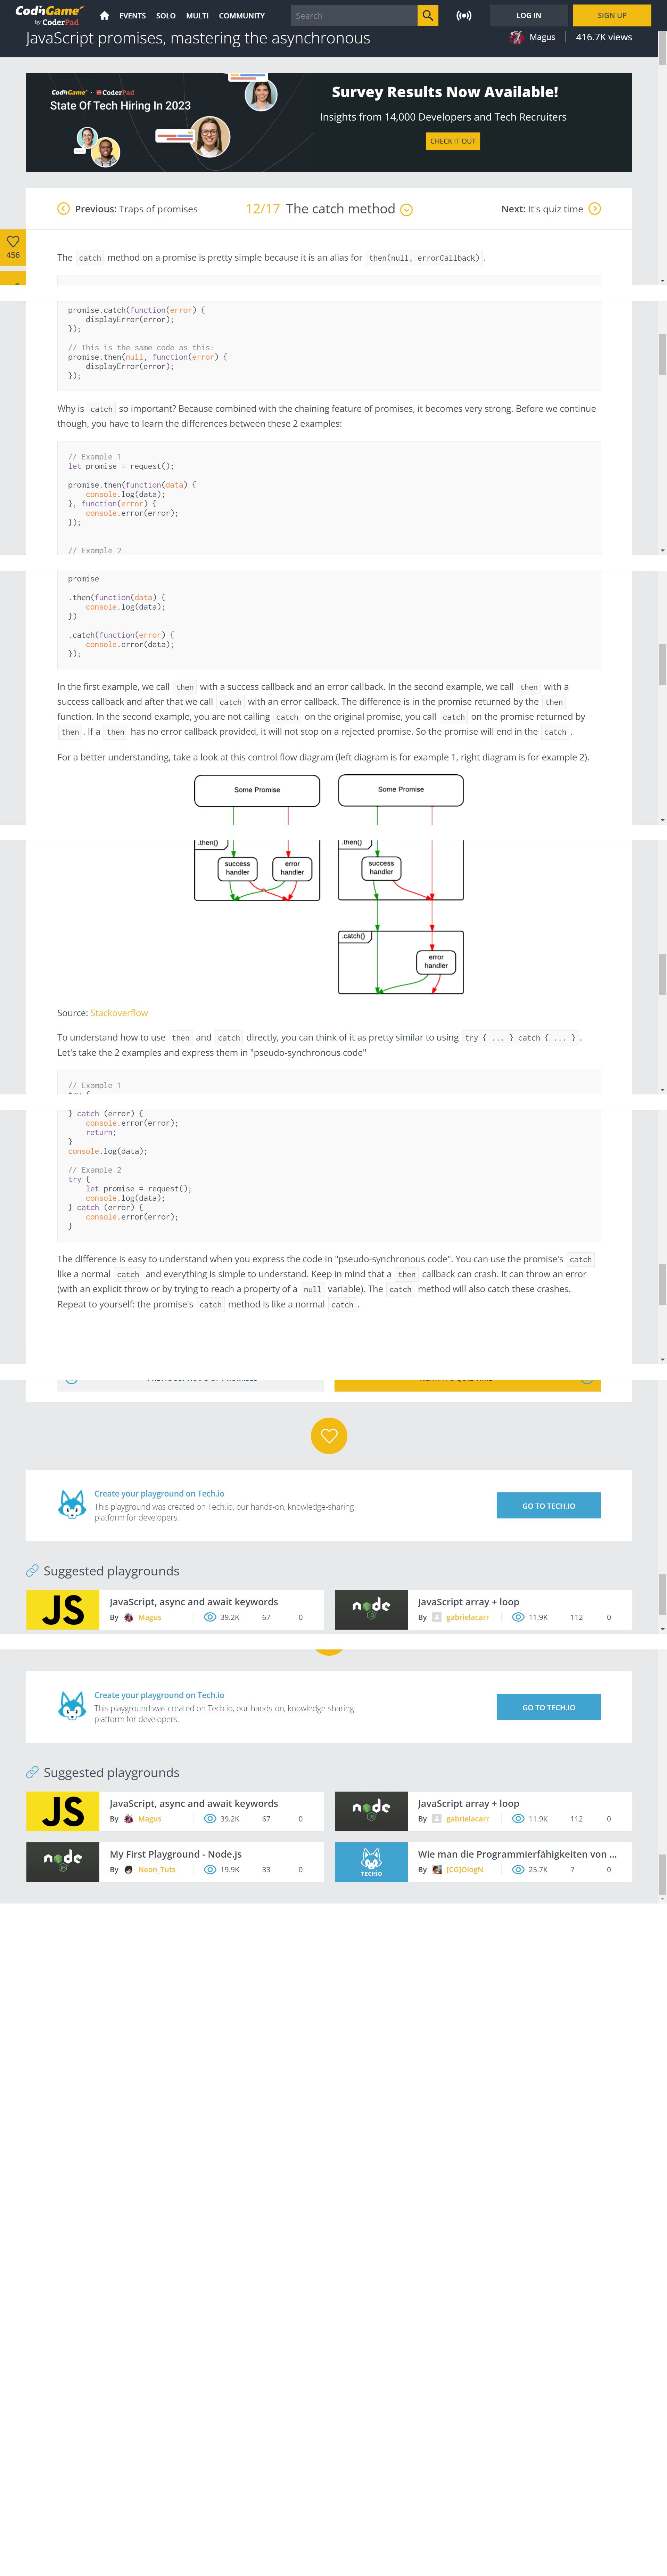 CodinGame
by CoderPad
EVENTS SOLO MULTI COMMUNITY
Search
LOG IN
SIGN UP
JavaScript promises, mastering the asynchronous
Magus
416.7K views
CodinGame · CoderPad
State Of Tech Hiring In 2023
Survey Results Now Available!
Insights from 14,000 Developers and Tech Recruiters
CHECK IT OUT
Previous: Traps of promises
12/17 The catch method
Next: It's quiz time
456
The catch method on a promise is pretty simple because it is an alias for then(null, errorCallback) .
promise.catch(function(error) {
    displayError(error);
});
// This is the same code as this:
promise.then(null, function(error) {
    displayError(error);
});
Why is catch so important? Because combined with the chaining feature of promises, it becomes very strong. Before we continue
though, you have to learn the differences between these 2 examples:
// Example 1
let promise = request();
promise.then(function(data) {
    console.log(data);
}, function(error) {
    console.error(error);
});
// Example 2
promise
.then(function(data) {
    console.log(data);
})
.catch(function(error) {
    console.error(data);
});
In the first example, we call then with a success callback and an error callback. In the second example, we call then with a
success callback and after that we call catch with an error callback. The difference is in the promise returned by the then
function. In the second example, you are not calling catch on the original promise, you call catch on the promise returned by
then . If a then has no error callback provided, it will not stop on a rejected promise. So the promise will end in the catch .
For a better understanding, take a look at this control flow diagram (left diagram is for example 1, right diagram is for example 2).
Some Promise
Some Promise
.then()
success
handler
error
handler
.then()
success
handler
.catch()
error
handler
Source: Stackoverflow
To understand how to use then and catch directly, you can think of it as pretty similar to using try { ... } catch { ... } .
Let's take the 2 examples and express them in "pseudo-synchronous code"
// Example 1
try {
} catch (error) {
    console.error(error);
    return;
}
console.log(data);
// Example 2
try {
    let promise = request();
    console.log(data);
} catch (error) {
    console.error(error);
}
The difference is easy to understand when you express the code in "pseudo-synchronous code". You can use the promise's catch
like a normal catch and everything is simple to understand. Keep in mind that a then callback can crash. It can throw an error
(with an explicit throw or by trying to reach a property of a null variable). The catch method will also catch these crashes.
Repeat to yourself: the promise's catch method is like a normal catch .
Create your playground on Tech.io
This playground was created on Tech.io, our hands-on, knowledge-sharing
platform for developers.
GO TO TECH.IO
Suggested playgrounds
JS
JavaScript, async and await keywords
By Magus 39.2K 67 0
node
JavaScript array + loop
By gabrielacarr 11.9K 112 0
Create your playground on Tech.io
This playground was created on Tech.io, our hands-on, knowledge-sharing
platform for developers.
GO TO TECH.IO
Suggested playgrounds
JS
JavaScript, async and await keywords
By Magus 39.2K 67 0
node
JavaScript array + loop
By gabrielacarr 11.9K 112 0
node
My First Playground - Node.js
By Neon_Tuts 19.9K 33 0
TECH.IO
Wie man die Programmierfähigkeiten von ...
By [CG]OlogN 25.7K 7 0